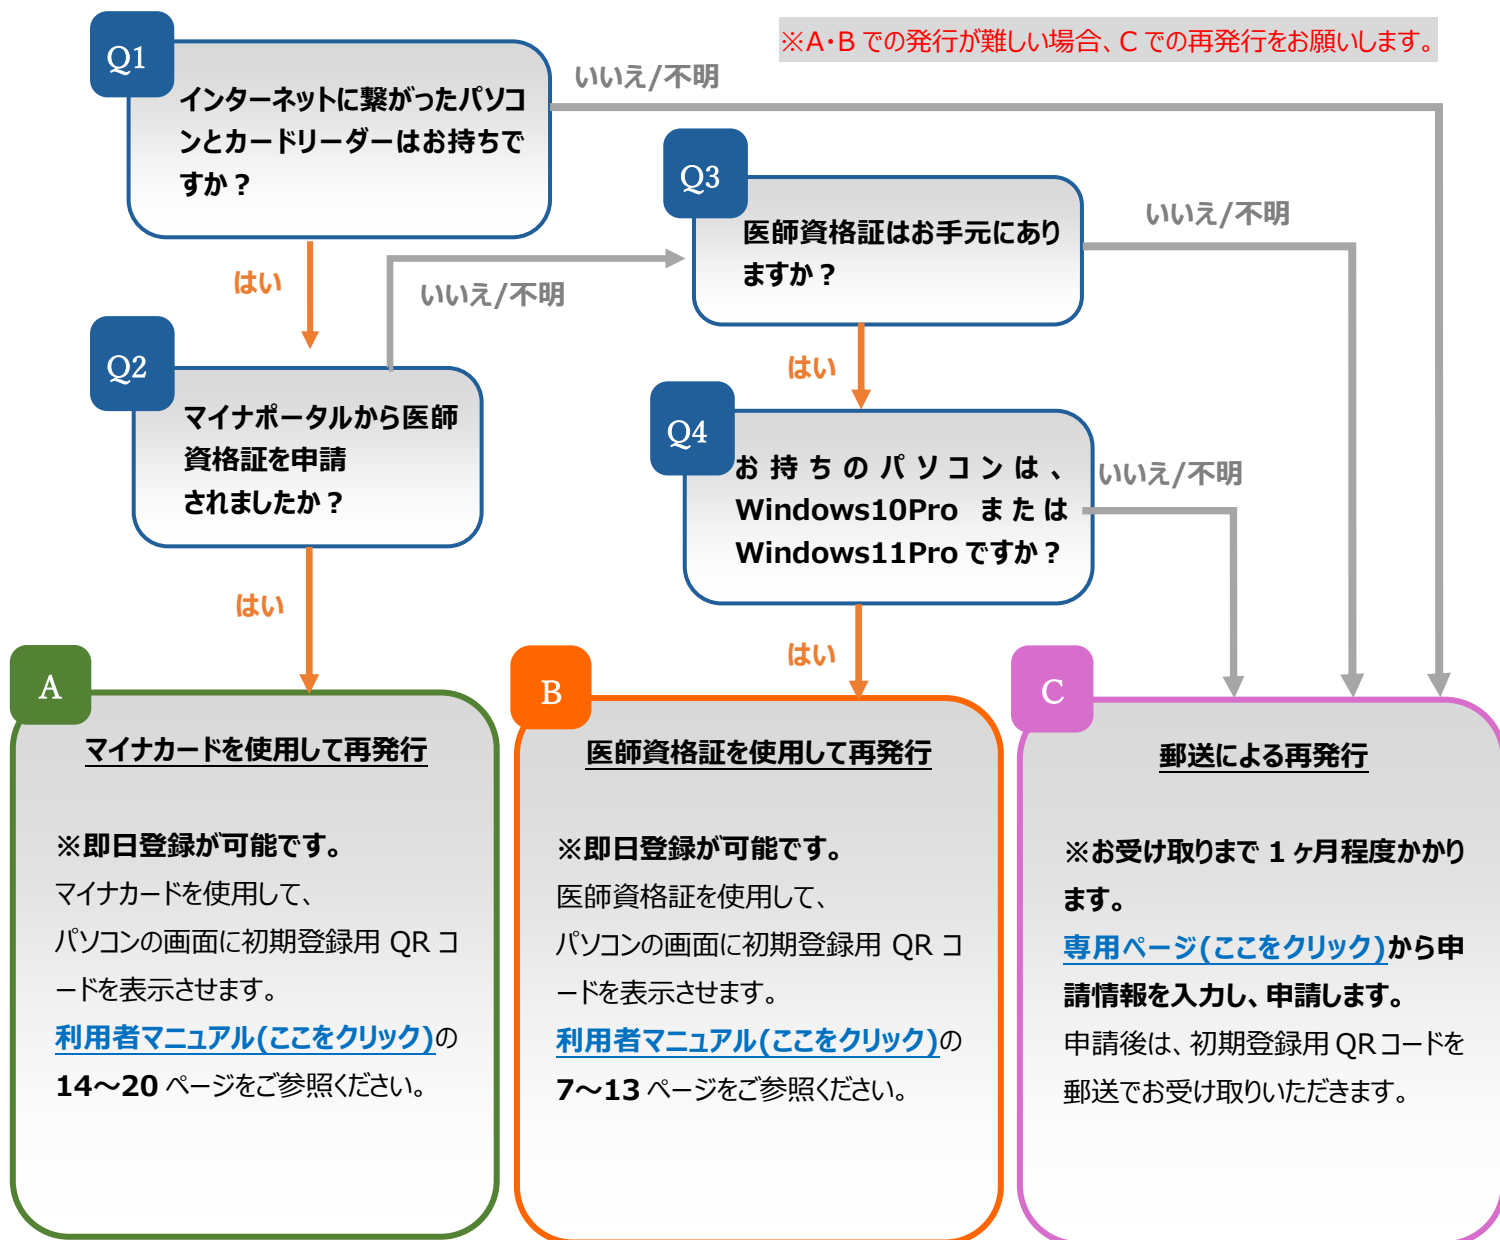 ※A・B での発行が難しい場合、C での再発行をお願いします。
Q1
インターネットに繋がったパソコ
ンとカードリーダーはお持ちで
すか？
いいえ/不明
はい
Q2
マイナポータルから医師
資格証を申請
されましたか？
いいえ/不明
はい
Q3
医師資格証はお手元にあり
ますか？
いいえ/不明
はい
Q4
お持ちのパソコンは、
Windows10Pro または
Windows11Pro ですか？
いいえ/不明
はい
A
マイナカードを使用して再発行
※即日登録が可能です。
マイナカードを使用して、
パソコンの画面に初期登録用 QR コ
ードを表示させます。
利用者マニュアル(ここをクリック)の
14～20 ページをご参照ください。
B
医師資格証を使用して再発行
※即日登録が可能です。
医師資格証を使用して、
パソコンの画面に初期登録用 QR コ
ードを表示させます。
利用者マニュアル(ここをクリック)の
7～13 ページをご参照ください。
C
郵送による再発行
※お受け取りまで 1 ヶ月程度かかり
ます。
専用ページ(ここをクリック)から申
請情報を入力し、申請します。
申請後は、初期登録用 QR コードを
郵送でお受け取りいただきます。